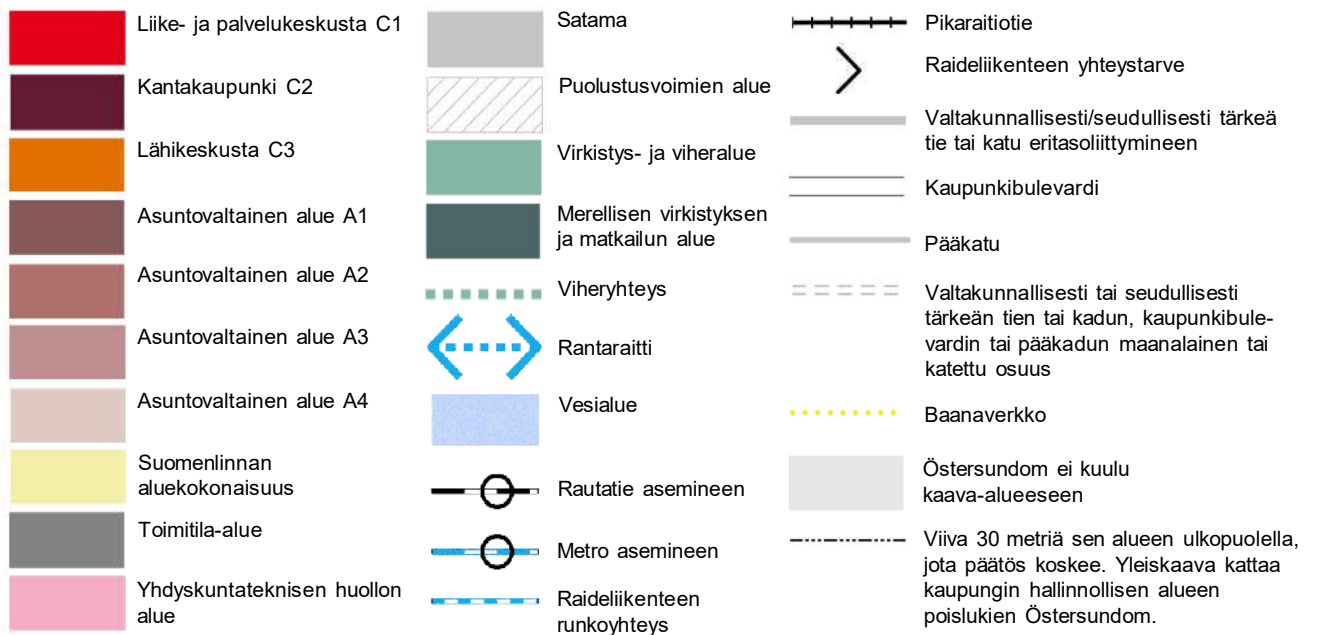 Liike- ja palvelukeskusta C1
Kantakaupunki C2
Lähikeskusta C3
Asuntovaltainen alue A1
Asuntovaltainen alue A2
Asuntovaltainen alue A3
Asuntovaltainen alue A4
Suomenlinnan
aluekokonaisuus
Toimitila-alue
Yhdyskuntateknisen huollon
alue
Satama
Puolustusvoimien alue
Virkistys- ja viheralue
Merellisen virkistyksen
ja matkailun alue
Viheryhteys
Rantaraitti
Vesialue
Rautatie asemineen
Metro asemineen
Raideliikenteen
runkoyhteys
Pikaraitiotie
Raideliikenteen yhteystarve
Valtakunnallisesti/seudullisesti tärkeä
tie tai katu eritasoliittymineen
Kaupunkibulevardi
Pääkatu
Valtakunnallisesti tai seudullisesti
tärkeän tien tai kadun, kaupunkibule-
vardin tai pääkadun maanalainen tai
katettu osuus
Baanaverkko
Östersundom ei kuulu
kaava-alueeseen
Viiva 30 metriä sen alueen ulkopuolella,
jota päätös koskee. Yleiskaava kattaa
kaupungin hallinnollisen alueen
poislukien Östersundom.